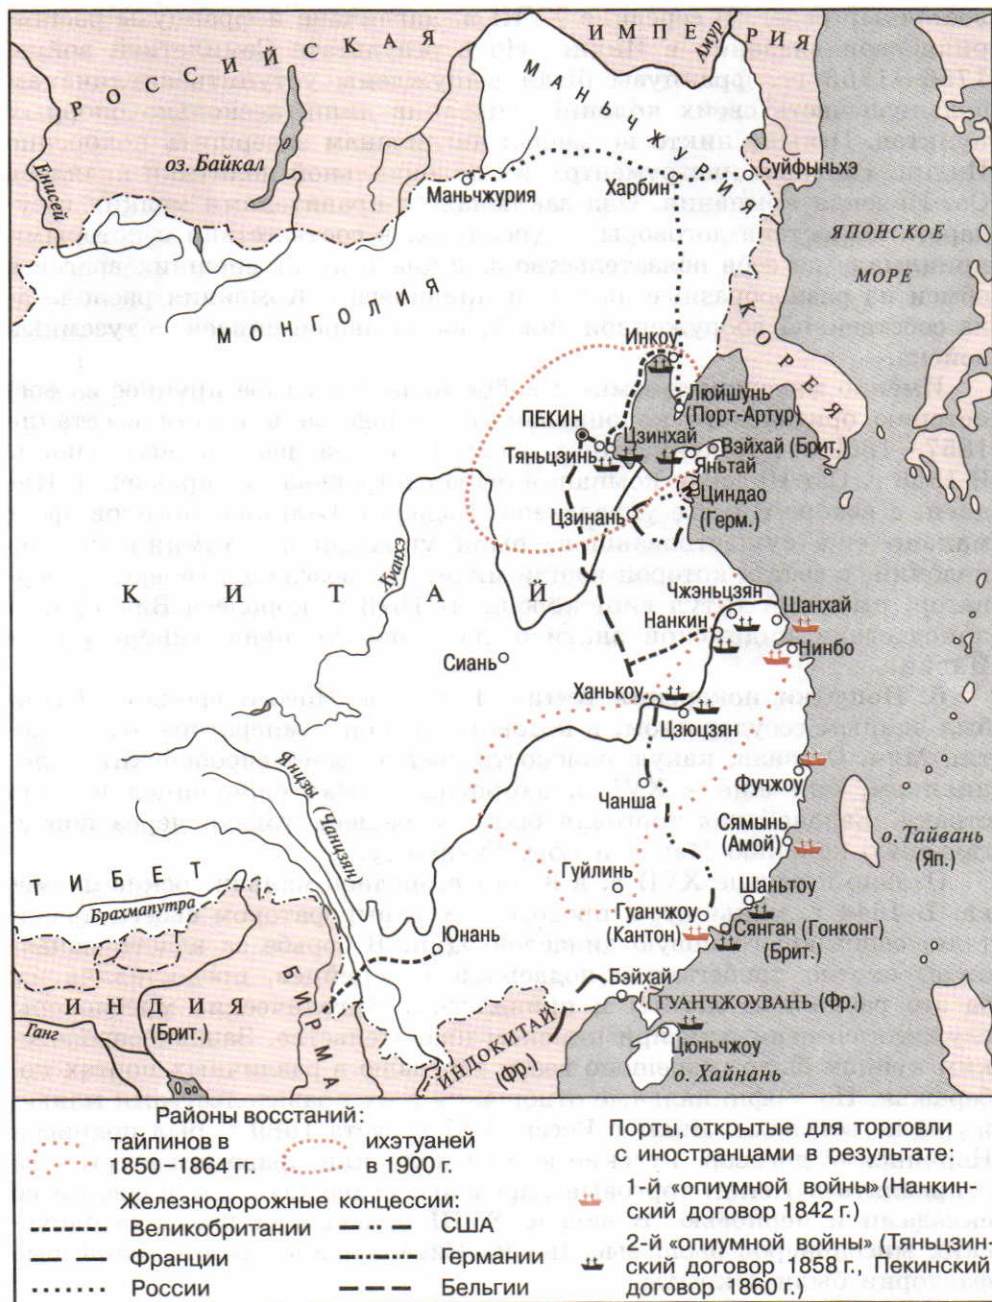 РОССИЙСКАЯ ИМПЕРИЯ
Амур
МАНЬЧЖУРИЯ
Енисей
оз. Байкал
Маньчжурия
Харбин
Суйфыньхэ
ЯПОНСКОЕ
МОРЕ
МОНГОЛИЯ
КОРЕЯ
Инкоу
Люйшунь
(Порт-Артур)
ПЕКИН
Цзинхай
Вэйхай (Брит.)
Тяньцзинь
Яньтай
Циндао
(Герм.)
Цзинань
Хуанхэ
КИТАЙ
Чжэньцзян
Шанхай
Нанкин
Нинбо
Сиань
Ханькоу
Цзюцзян
Янцзы (Чанцзян)
Фучжоу
Чанша
о. Тайвань
(Яп.)
Сямынь
(Амой)
ТИБЕТ
Гуйлинь
Шаньтоу
Брахмапутра
Гуанчжоу
(Кантон)
Сянган (Гонконг)
(Брит.)
Юнань
Бэйхай
ГУАНЧЖОУВАНЬ (Фр.)
ИНДИЯ
(Брит.)
Ганг
БИРМА
ИНДОКИТАЙ
(Фр.)
Цюньчжоу
о. Хайнань
Районы восстаний:
тайпинов в
1850–1864 гг.
ихэтуаней
в 1900 г.
Железнодорожные концессии:
Великобритании
США
Франции
Германии
России
Бельгии
Порты, открытые для торговли
с иностранцами в результате:
1-й «опиумной войны» (Нанкин-
ский договор 1842 г.)
2-й «опиумной войны» (Тяньцзин-
ский договор 1858 г., Пекинский
договор 1860 г.)